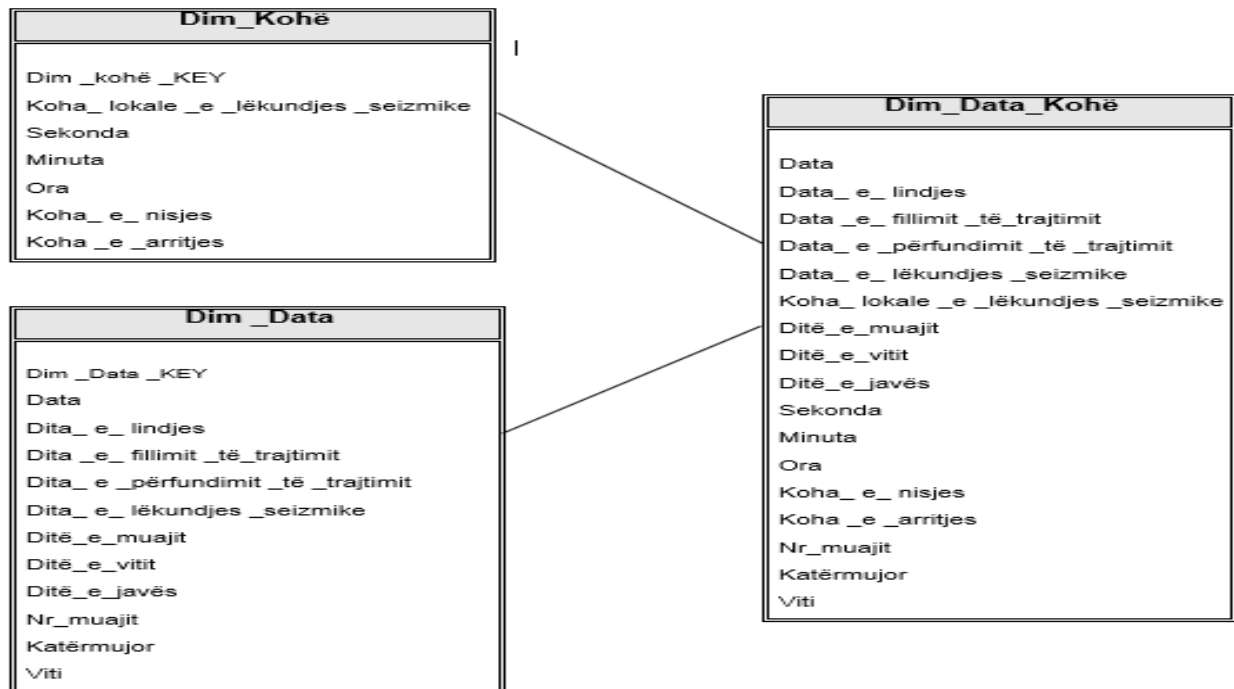 Dim_Kohë
Dim _kohë _KEY
Koha_ lokale _e _lëkundjes _seizmike
Sekonda
Minuta
Ora
Koha_ e_ nisjes
Koha _e _arritjes
Dim _Data
Dim _Data _KEY
Data
Dita_ e_ lindjes
Dita _e_ fillimit _të_trajtimit
Dita_ e _përfundimit _të _trajtimit
Dita_ e_ lëkundjes _seizmike
Ditë_e_muajit
Ditë_e_vitit
Ditë_e_javës
Nr_muajit
Katërmujor
Viti
Dim_Data_Kohë
Data
Data_ e_ lindjes
Data _e_ fillimit _të_trajtimit
Data_ e _përfundimit _të _trajtimit
Data_ e_ lëkundjes _seizmike
Koha_ lokale _e _lëkundjes _seizmike
Ditë_e_muajit
Ditë_e_vitit
Ditë_e_javës
Sekonda
Minuta
Ora
Koha_ e_ nisjes
Koha _e _arritjes
Nr_muajit
Katërmujor
Viti